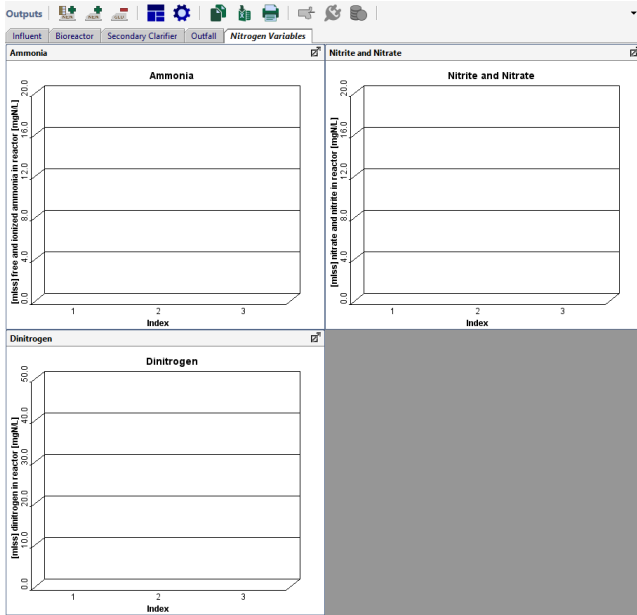 Outputs
NEW NEW OLD
Influent Bioreactor Secondary Clarifier Outfall Nitrogen Variables
Ammonia
Ammonia
[mlss] free and ionized ammonia in reactor [mgN/L]
20.0
16.0
12.0
8.0
4.0
0.0
1 2 3
Index
Nitrite and Nitrate
Nitrite and Nitrate
[mlss] nitrate and nitrite in reactor [mgN/L]
20.0
16.0
12.0
8.0
4.0
0.0
1 2 3
Index
Dinitrogen
Dinitrogen
[mlss] dinitrogen in reactor [mgN/L]
50.0
40.0
30.0
20.0
10.0
0.0
1 2 3
Index